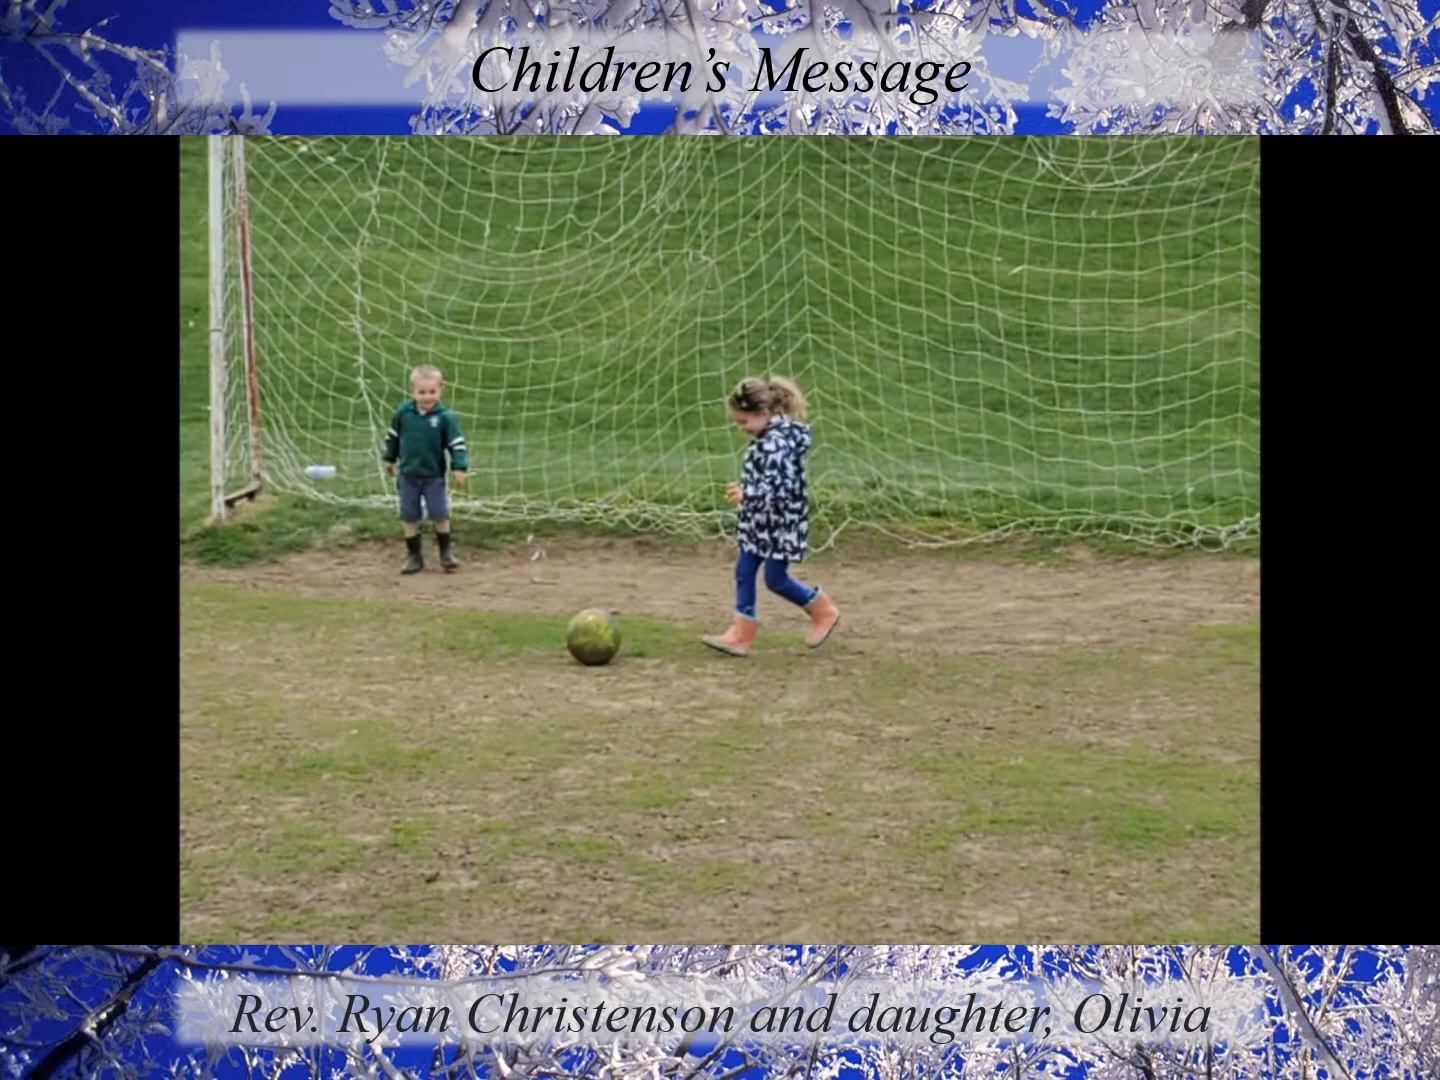 Children’s Message
Rev. Ryan Christenson and daughter, Olivia